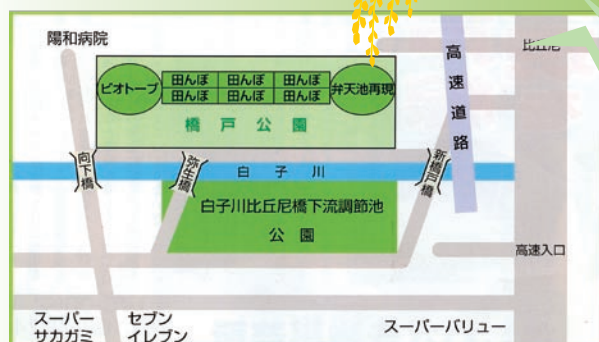 陽和病院
比丘尼
高速道路
ビオトープ
田んぼ 田んぼ 田んぼ
田んぼ 田んぼ 田んぼ
弁天池再現
橋戸公園
向下橋
弥生橋
白子川
新橋戸橋
白子川比丘尼橋下流調節池
公園
高速入口
スーパー
サカガミ
セブン
イレブン
スーパーバリュー